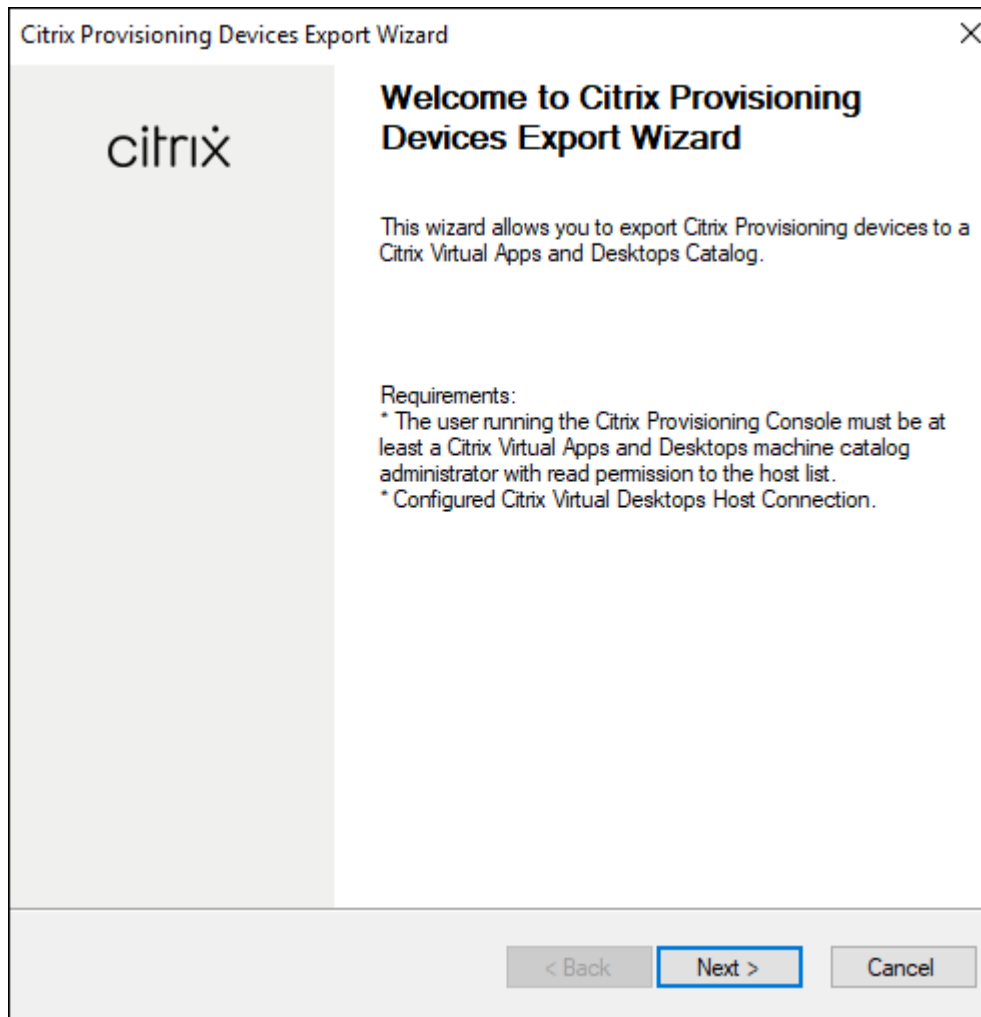 Citrix Provisioning Devices Export Wizard
citrix
Welcome to Citrix Provisioning
Devices Export Wizard
This wizard allows you to export Citrix Provisioning devices to a
Citrix Virtual Apps and Desktops Catalog.
Requirements:
* The user running the Citrix Provisioning Console must be at
least a Citrix Virtual Apps and Desktops machine catalog
administrator with read permission to the host list.
* Configured Citrix Virtual Desktops Host Connection.
< Back
Next >
Cancel